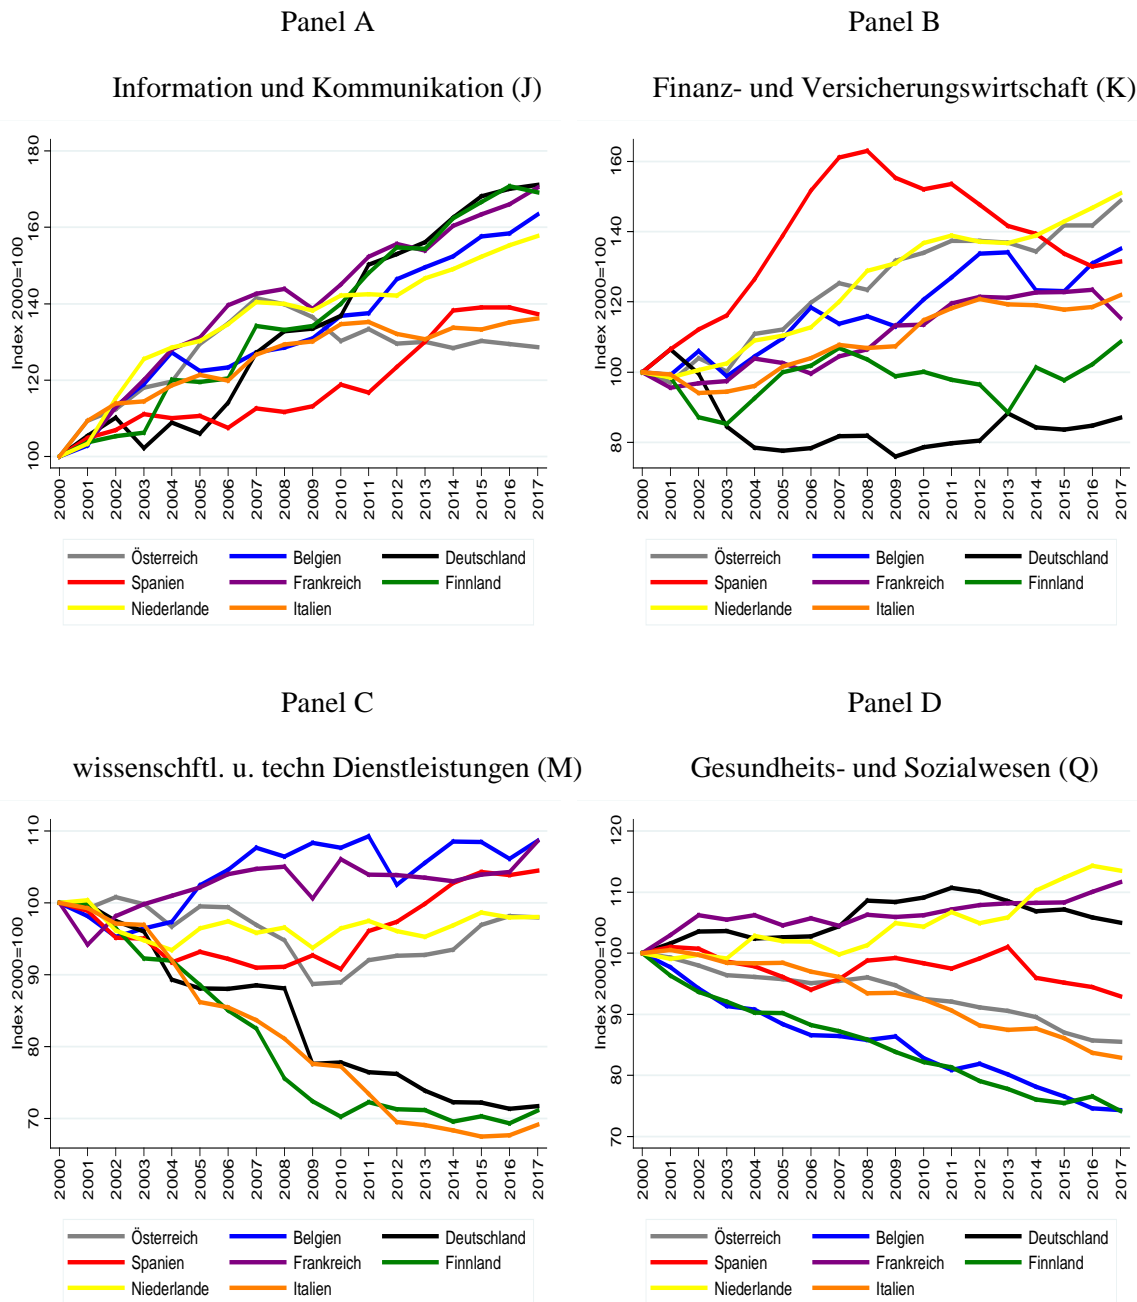 Panel A
Information und Kommunikation (J)
Index 2000=100
180
160
140
120
100
2000 2001 2002 2003 2004 2005 2006 2007 2008 2009 2010 2011 2012 2013 2014 2015 2016 2017
Österreich Belgien Deutschland
Spanien Frankreich Finnland
Niederlande Italien
Panel B
Finanz- und Versicherungswirtschaft (K)
Index 2000=100
160
140
120
100
80
2000 2001 2002 2003 2004 2005 2006 2007 2008 2009 2010 2011 2012 2013 2014 2015 2016 2017
Österreich Belgien Deutschland
Spanien Frankreich Finnland
Niederlande Italien
Panel C
wissenschftl. u. techn Dienstleistungen (M)
Index 2000=100
110
100
90
80
70
2000 2001 2002 2003 2004 2005 2006 2007 2008 2009 2010 2011 2012 2013 2014 2015 2016 2017
Österreich Belgien Deutschland
Spanien Frankreich Finnland
Niederlande Italien
Panel D
Gesundheits- und Sozialwesen (Q)
Index 2000=100
120
110
100
90
80
70
2000 2001 2002 2003 2004 2005 2006 2007 2008 2009 2010 2011 2012 2013 2014 2015 2016 2017
Österreich Belgien Deutschland
Spanien Frankreich Finnland
Niederlande Italien